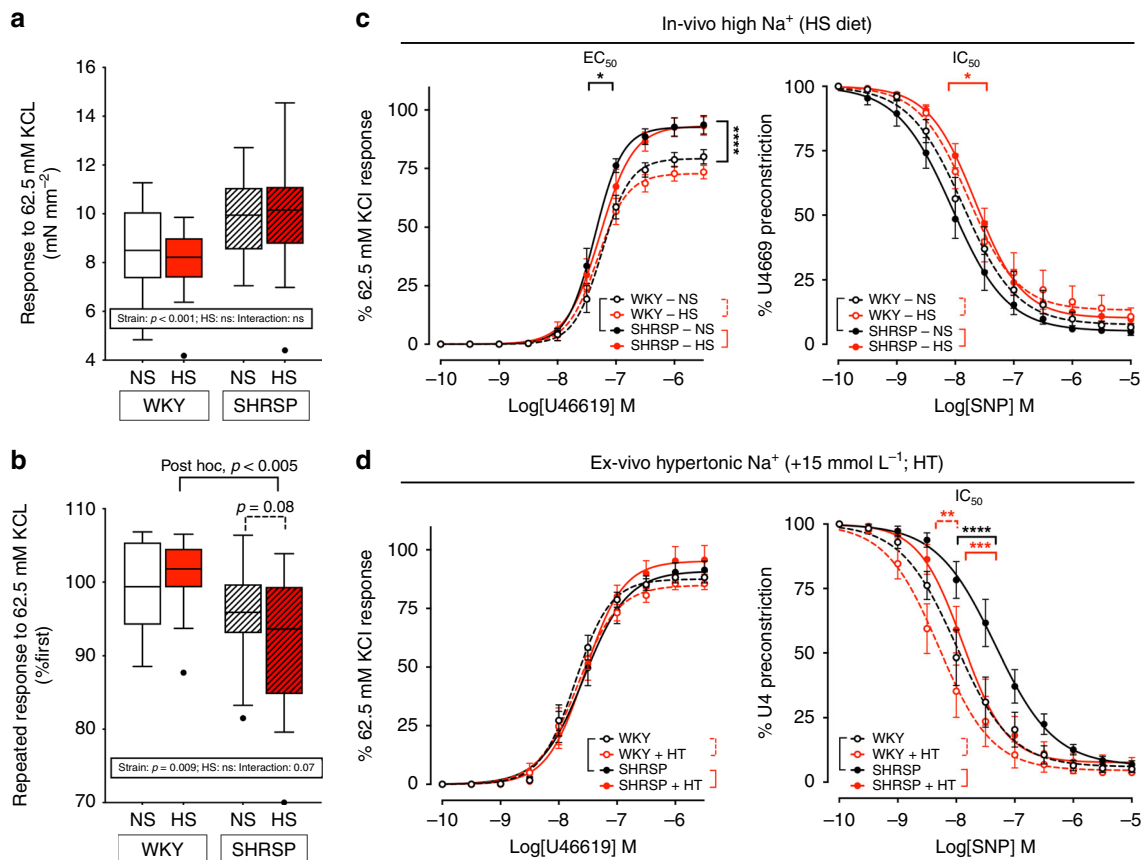 a
Response to 62.5 mM KCL
(mN mm⁻²)
16
14
12
10
8
6
4
Strain: p < 0.001; HS: ns: Interaction: ns
NS HS NS HS
WKY SHRSP
b
Post hoc, p < 0.005
p = 0.08
Repeated response to 62.5 mM KCL
(%first)
110
100
90
80
70
Strain: p = 0.009; HS: ns: Interaction: 0.07
NS HS NS HS
WKY SHRSP
c
In-vivo high Na⁺ (HS diet)
EC₅₀
*
% 62.5 mM KCl response
100
75
50
25
0
****
WKY – NS
WKY – HS
SHRSP – NS
SHRSP – HS
−10 −9 −8 −7 −6
Log[U46619] M
IC₅₀
*
% U4669 preconstriction
100
75
50
25
0
WKY – NS
WKY – HS
SHRSP – NS
SHRSP – HS
−10 −9 −8 −7 −6 −5
Log[SNP] M
d
Ex-vivo hypertonic Na⁺ (+15 mmol L⁻¹; HT)
% 62.5 mM KCl response
100
75
50
25
0
WKY
WKY + HT
SHRSP
SHRSP + HT
−10 −9 −8 −7 −6
Log[U46619] M
IC₅₀
** ****
***
% U4 preconstriction
100
75
50
25
0
WKY
WKY + HT
SHRSP
SHRSP + HT
−10 −9 −8 −7 −6 −5
Log[SNP] M